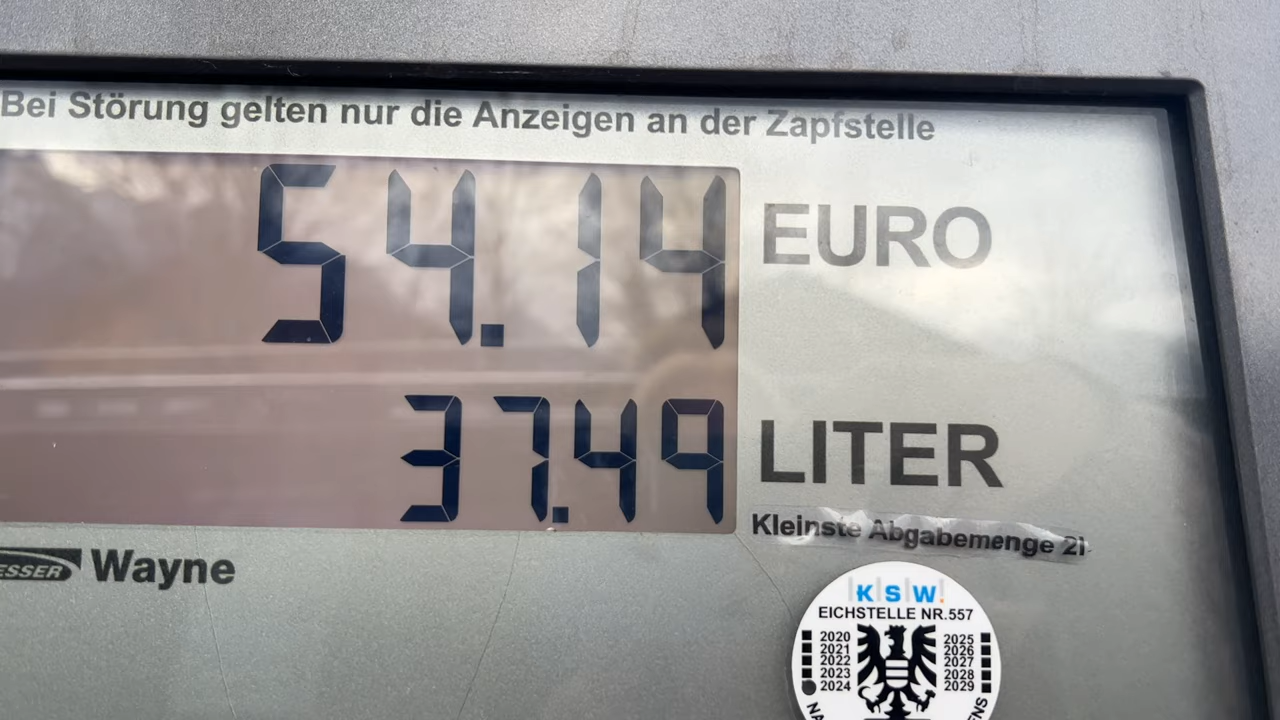 Bei Störung gelten nur die Anzeigen an der Zapfstelle
54.14 EURO
37.49 LITER
Kleinste Abgabemenge 2l
Wayne
KSW
EICHSTELLE NR.557
2020 2025
2021 2026
2022 2027
2023 2028
2024 2029